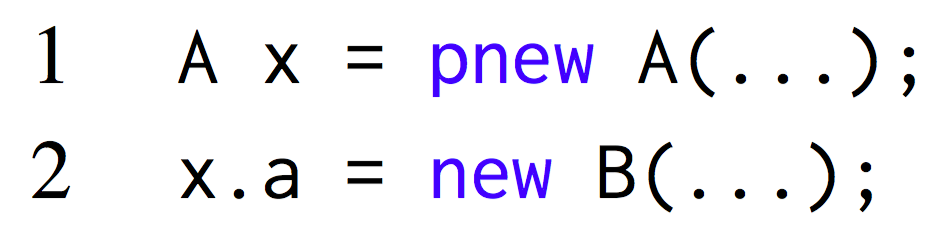 1 A x = pnew A(...);
2 x.a = new B(...);